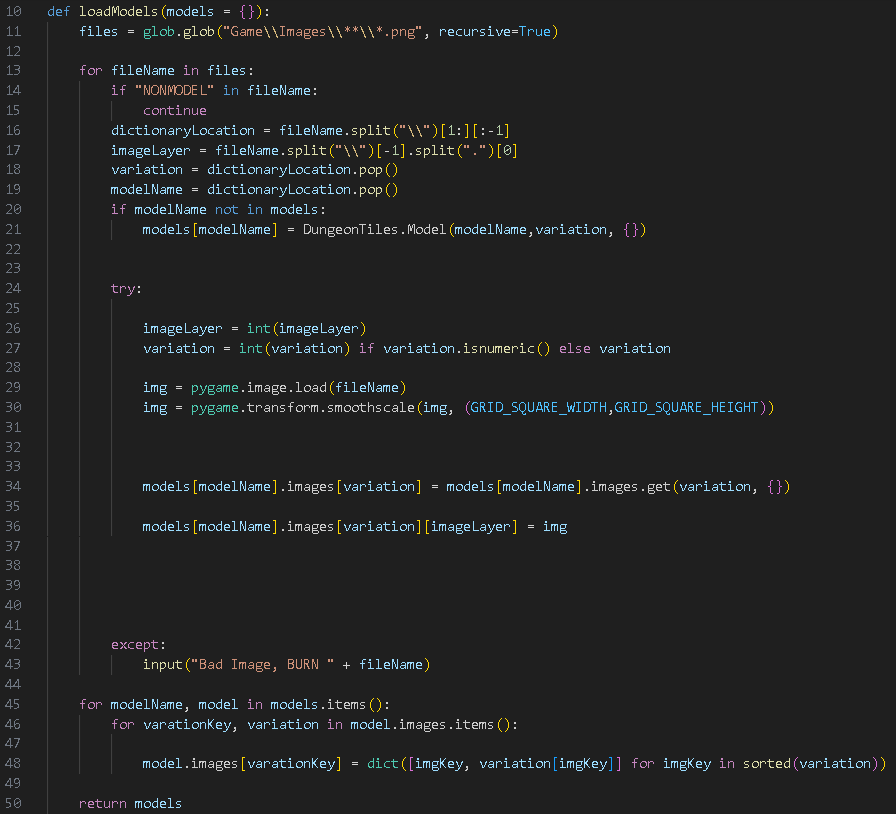 10 def loadModels(models = {}):
11 files = glob.glob("Game\\Images\\**\\*.png", recursive=True)
12
13 for fileName in files:
14 if "NONMODEL" in fileName:
15 continue
16 dictionaryLocation = fileName.split("\\")[1:][:-1]
17 imageLayer = fileName.split("\\")[-1].split(".")[0]
18 variation = dictionaryLocation.pop()
19 modelName = dictionaryLocation.pop()
20 if modelName not in models:
21 models[modelName] = DungeonTiles.Model(modelName,variation, {})
22
23
24 try:
25
26 imageLayer = int(imageLayer)
27 variation = int(variation) if variation.isnumeric() else variation
28
29 img = pygame.image.load(fileName)
30 img = pygame.transform.smoothscale(img, (GRID_SQUARE_WIDTH,GRID_SQUARE_HEIGHT))
31
32
33
34 models[modelName].images[variation] = models[modelName].images.get(variation, {})
35
36 models[modelName].images[variation][imageLayer] = img
37
38
39
40
41
42 except:
43 input("Bad Image, BURN " + fileName)
44
45 for modelName, model in models.items():
46 for varationKey, variation in model.images.items():
47
48 model.images[varationKey] = dict([imgKey, variation[imgKey]] for imgKey in sorted(variation))
49
50 return models